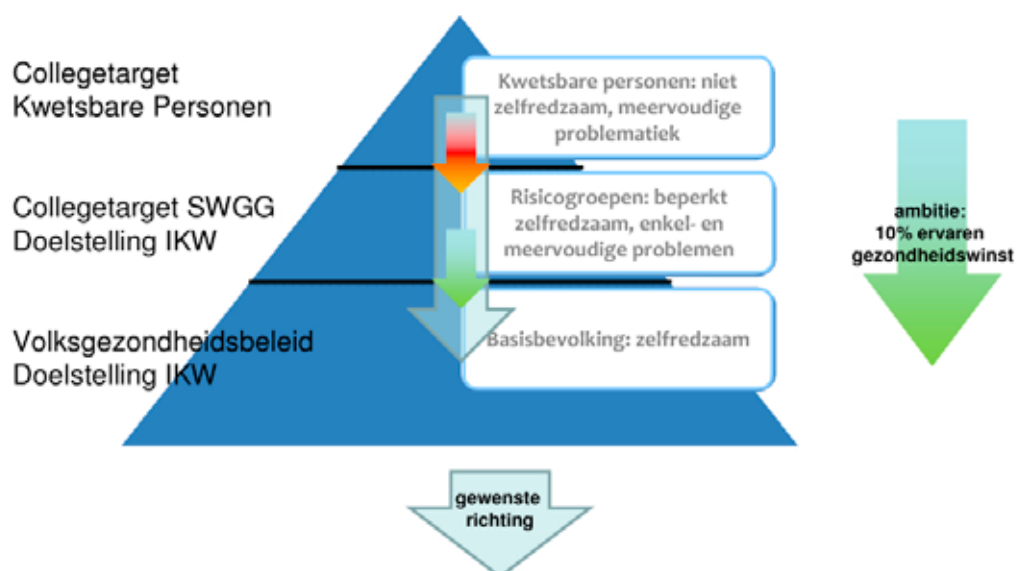 Collegetarget
Kwetsbare Personen
Kwetsbare personen: niet
zelfredzaam, meervoudige
problematiek
Collegetarget SWGG
Doelstelling IKW
Risicogroepen: beperkt
zelfredzaam, enkel- en
meervoudige problemen
ambitie:
10% ervaren
gezondheidswinst
Volksgezondheidsbeleid
Doelstelling IKW
Basisbevolking: zelfredzaam
gewenste
richting